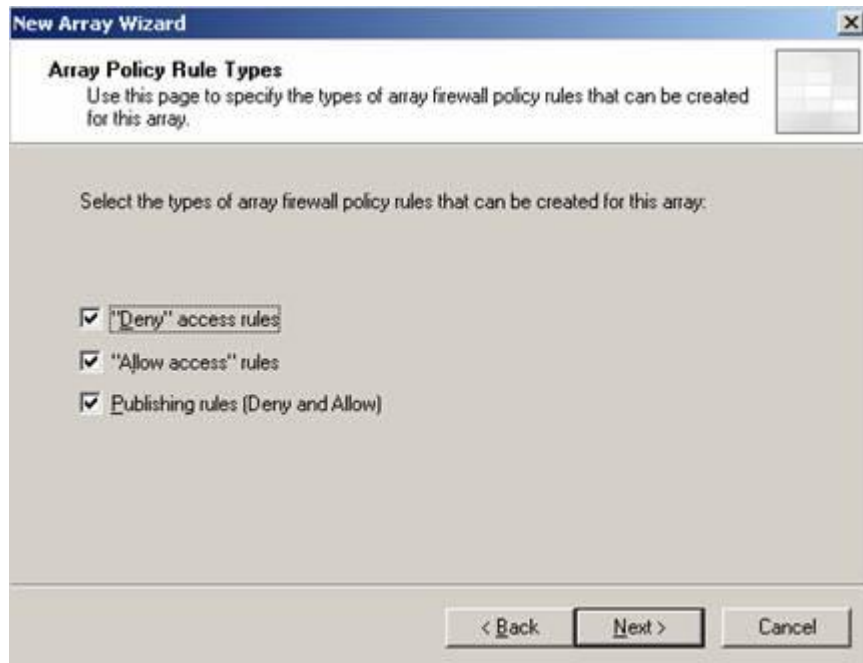 New Array Wizard
Array Policy Rule Types
Use this page to specify the types of array firewall policy rules that can be created
for this array.
Select the types of array firewall policy rules that can be created for this array:
"Deny" access rules
"Allow access" rules
Publishing rules (Deny and Allow)
< Back Next > Cancel